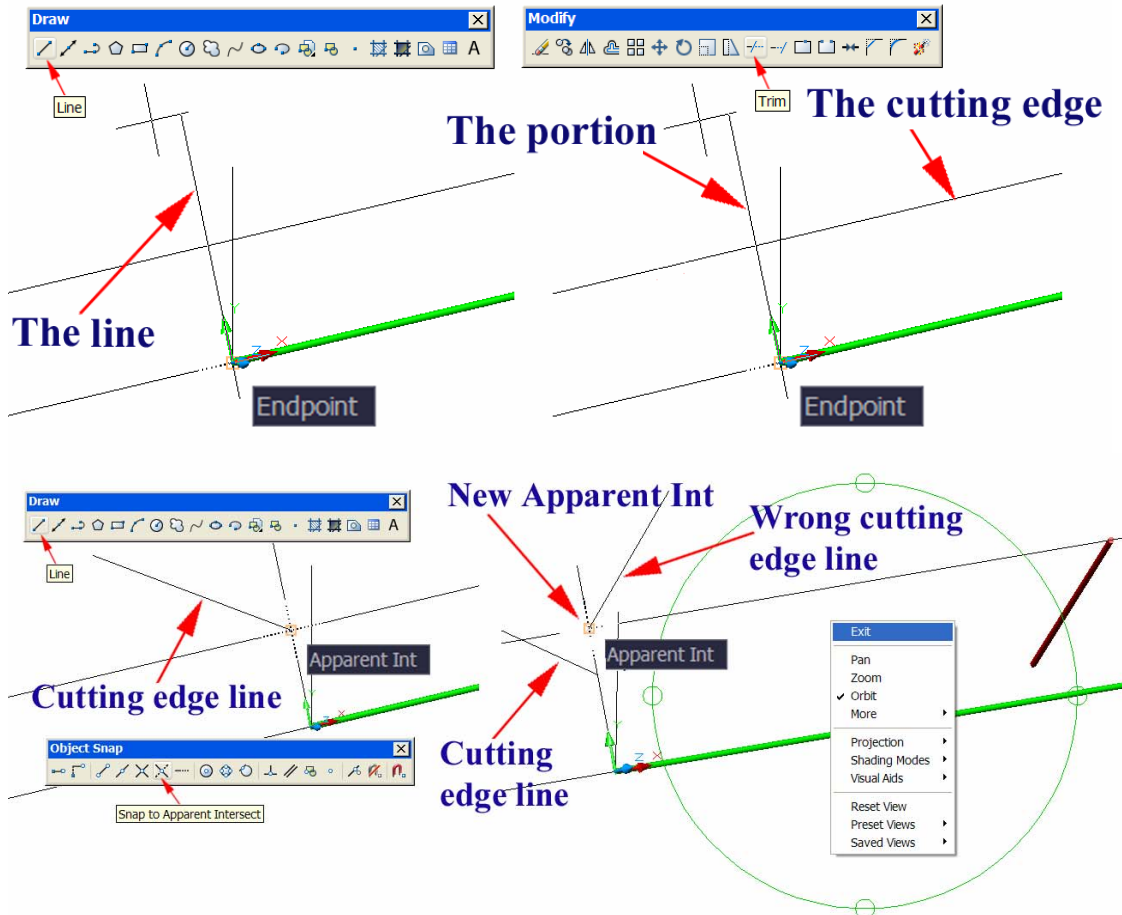 Draw
Line
The line
Y
Z
X
Endpoint
Modify
Trim
The portion
The cutting edge
Y
Z
X
Endpoint
Draw
Line
Cutting edge line
Apparent Int
Y
Z
X
Object Snap
Snap to Apparent Intersect
New Apparent Int
Wrong cutting
edge line
Apparent Int
Cutting
edge line
Y
Z
X
Exit
Pan
Zoom
Orbit
More
Projection
Shading Modes
Visual Aids
Reset View
Preset Views
Saved Views